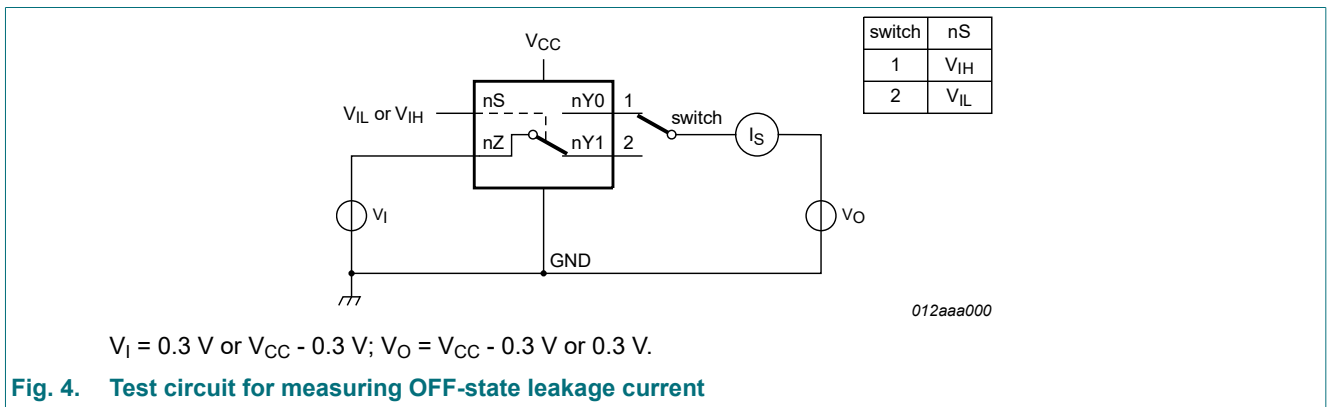 switch nS
1 VIH
2 VIL
VCC
VIL or VIH
nS
nY0
1
switch
IS
nZ
nY1
2
VI
VO
GND
012aaa000
VI = 0.3 V or VCC - 0.3 V; VO = VCC - 0.3 V or 0.3 V.
Fig. 4. Test circuit for measuring OFF-state leakage current